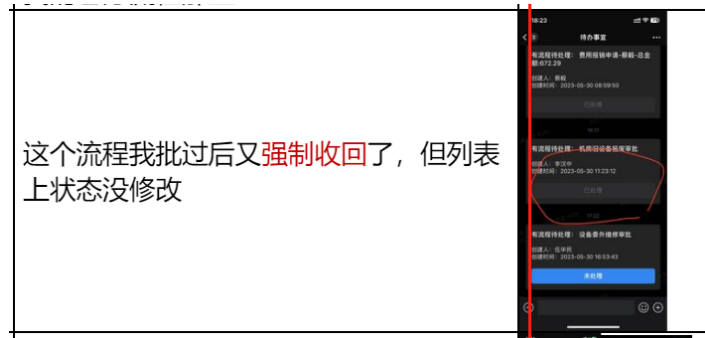 这个流程我批过后又强制收回了，但列表
上状态没修改
18:23
待办事宜
有流程待处理： 费用报销申请-蔡毅-总金
额:672.29
创建人： 蔡毅
创建时间： 2023-05-30 08:59:50
已处理
有流程待处理： 机房旧设备报废审批
创建人： 李汉中
创建时间： 2023-05-30 11:23:12
已处理
17:22
有流程待处理： 设备委外维修审批
创建人： 伍华民
创建时间： 2023-05-30 16:53:43
未处理